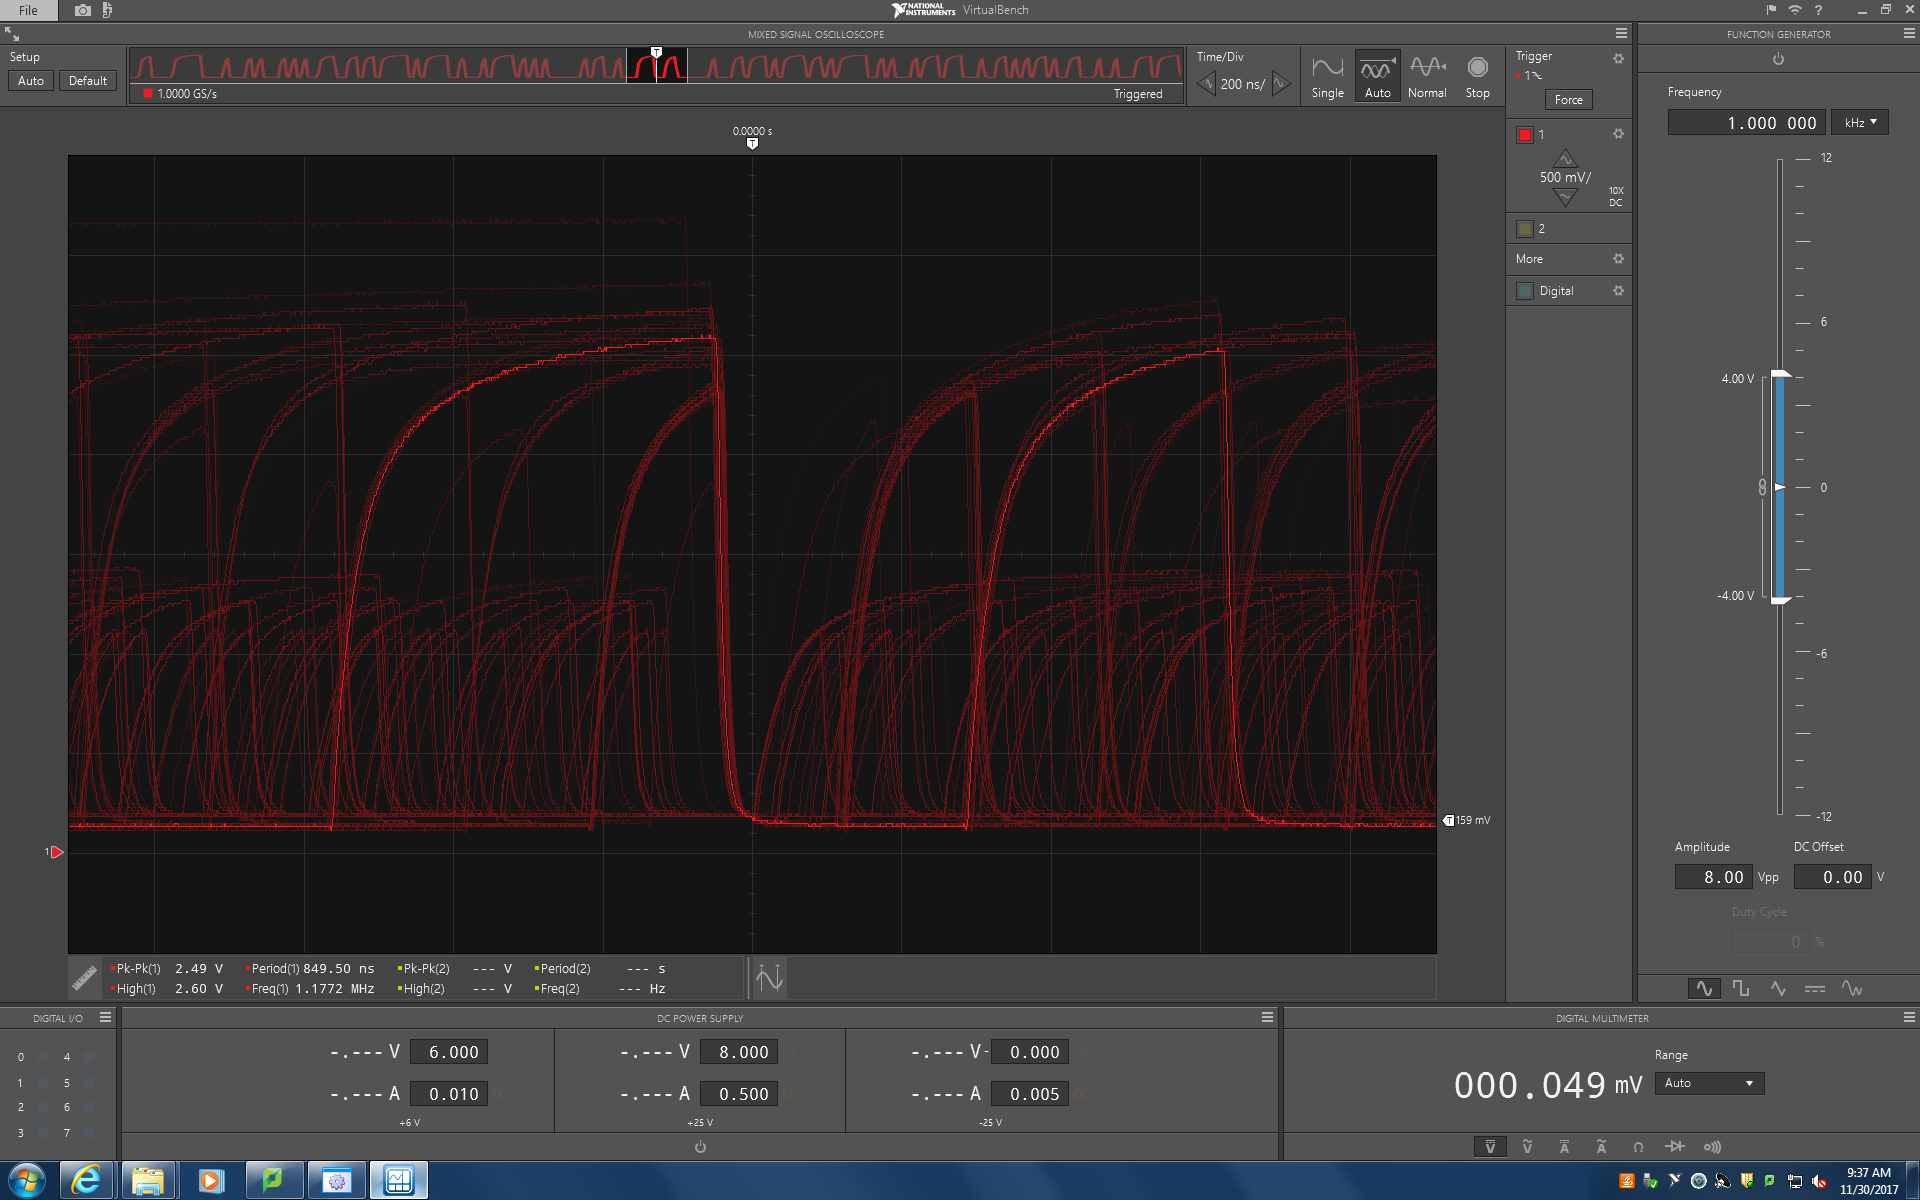 File
NATIONAL INSTRUMENTS VirtualBench
?
MIXED SIGNAL OSCILLOSCOPE
FUNCTION GENERATOR
Setup
Auto Default
T
1.0000 GS/s
Triggered
Time/Div
200 ns/
Single Auto Normal Stop
Trigger
1
Force
1
500 mV/
10X
DC
2
More
Digital
0.0000 s
T
T 159 mV
1
Frequency
1.000 000 kHz
12
6
4.00 V
0
-4.00 V
-6
-12
Amplitude DC Offset
8.00 Vpp 0.00 V
Duty Cycle
0 %
Pk-Pk(1) 2.49 V Period(1) 849.50 ns Pk-Pk(2) --- V Period(2) --- s
High(1) 2.60 V Freq(1) 1.1772 MHz High(2) --- V Freq(2) --- Hz
DIGITAL I/O
0 4
1 5
2 6
3 7
DC POWER SUPPLY
-.--- V 6.000 -.--- V 8.000 -.--- V - 0.000
-.--- A 0.010 -.--- A 0.500 -.--- A 0.005
+6 V +25 V -25 V
DIGITAL MULTIMETER
Range
000.049 mV Auto
V V A A Ω
9:37 AM
11/30/2017